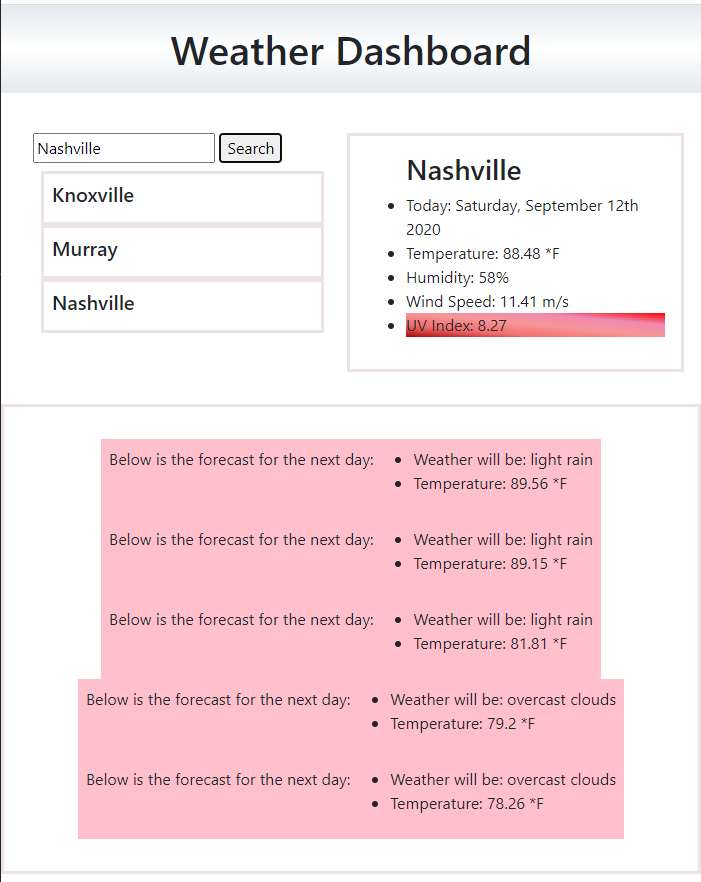 Weather Dashboard
Nashville
Search
Knoxville
Murray
Nashville
Nashville
Today: Saturday, September 12th
2020
Temperature: 88.48 *F
Humidity: 58%
Wind Speed: 11.41 m/s
UV Index: 8.27
Below is the forecast for the next day:
Weather will be: light rain
Temperature: 89.56 *F
Below is the forecast for the next day:
Weather will be: light rain
Temperature: 89.15 *F
Below is the forecast for the next day:
Weather will be: light rain
Temperature: 81.81 *F
Below is the forecast for the next day:
Weather will be: overcast clouds
Temperature: 79.2 *F
Below is the forecast for the next day:
Weather will be: overcast clouds
Temperature: 78.26 *F